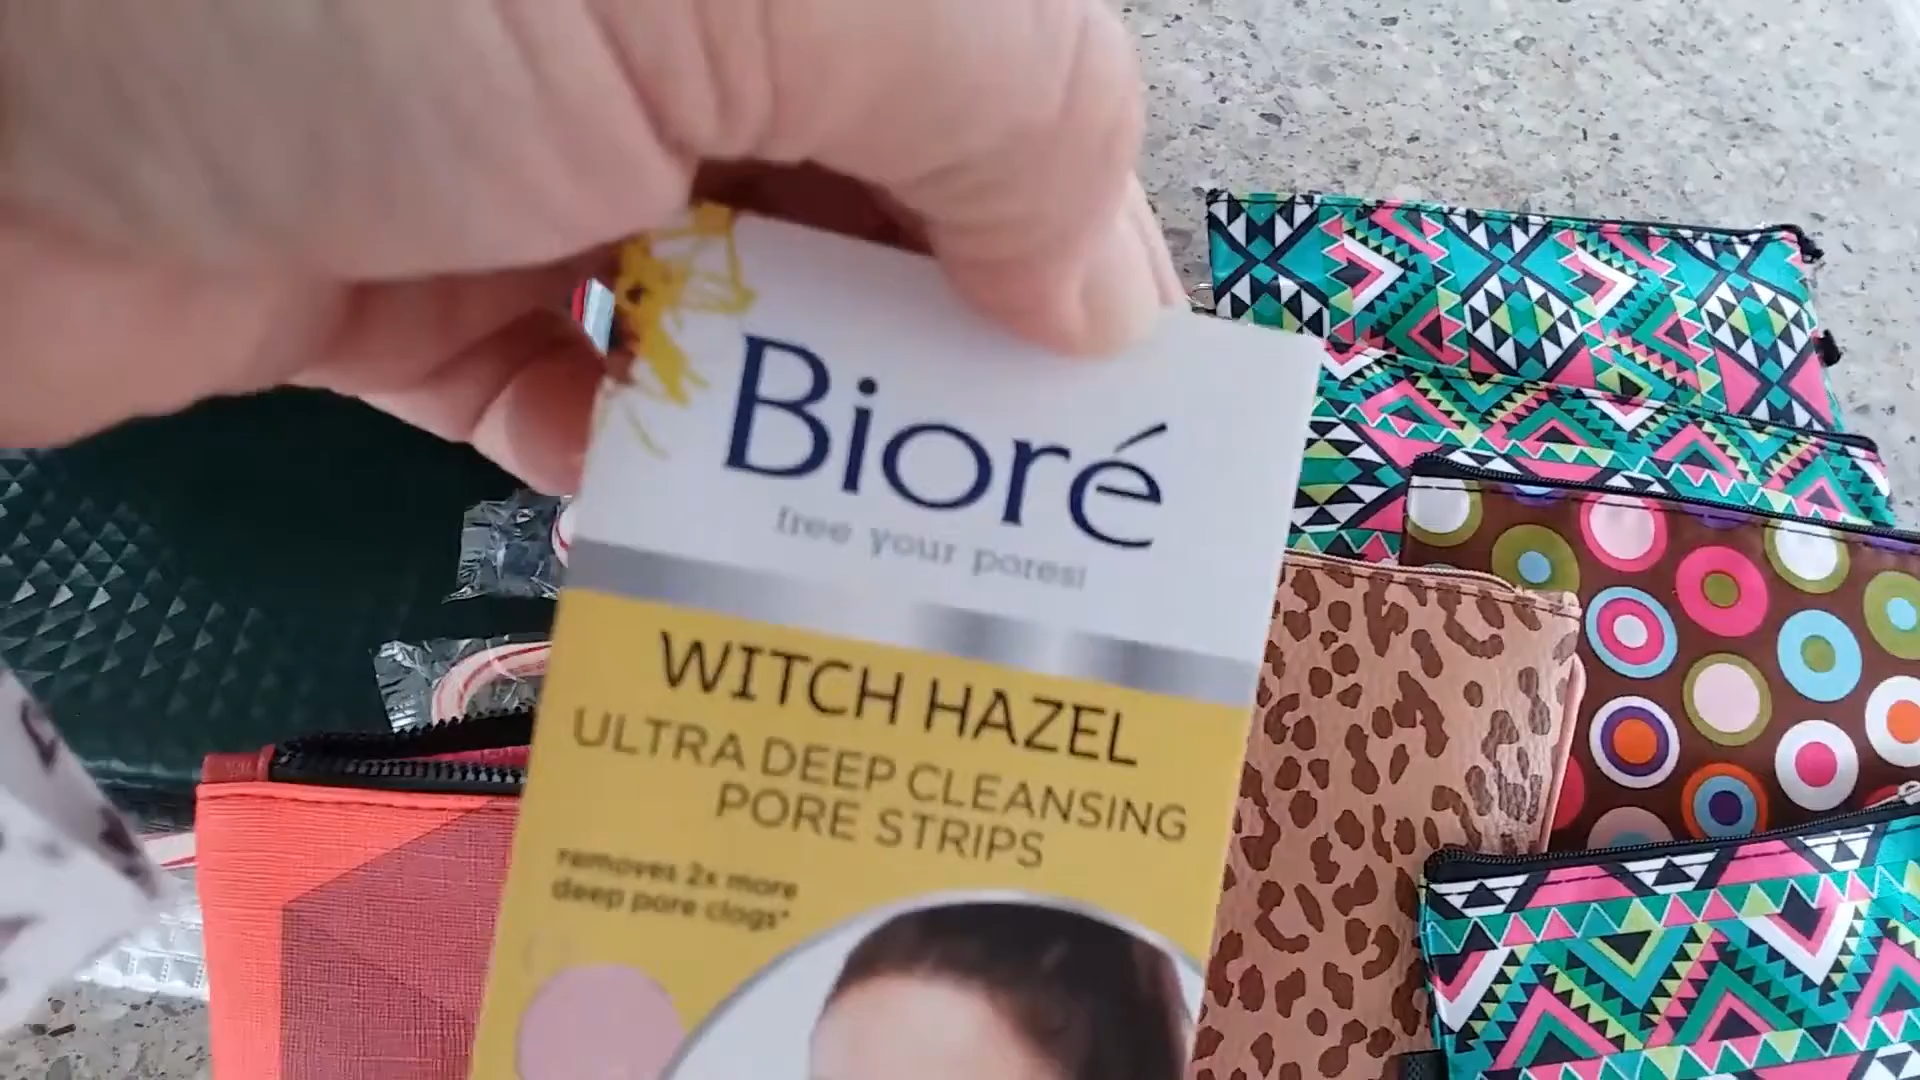 Bioré
free your pores!
WITCH HAZEL
ULTRA DEEP CLEANSING
PORE STRIPS
removes 2x more
deep pore clogs*